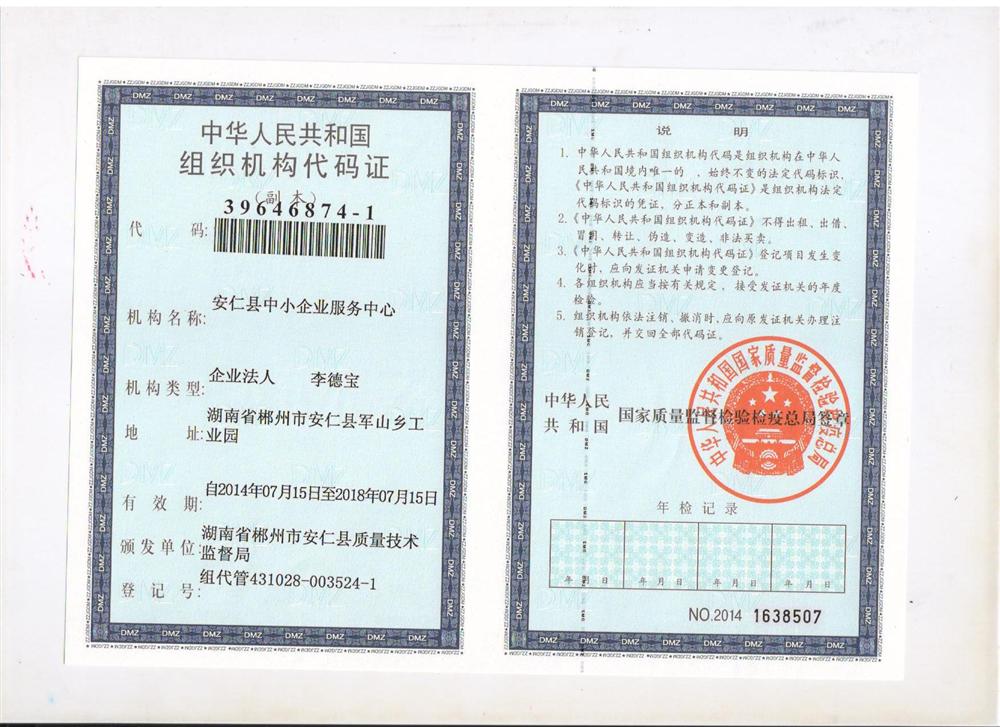 中华人民共和国
组织机构代码证
(副本)
代 码: 39646874-1
机构名称: 安仁县中小企业服务中心
机构类型: 企业法人 李德宝
地 址: 湖南省郴州市安仁县军山乡工
业园
有 效 期: 自2014年07月15日至2018年07月15日
颁发单位: 湖南省郴州市安仁县质量技术
监督局
登 记 号: 组代管431028-003524-1
说 明
1. 中华人民共和国组织机构代码是组织机构在中华人
民共和国境内唯一的、始终不变的法定代码标识,
《中华人民共和国组织机构代码证》是组织机构法定
代码标识的凭证、分正本和副本。
2.《中华人民共和国组织机构代码证》不得出租、出借、
冒用、转让、伪造、变造、非法买卖。
3.《中华人民共和国组织机构代码证》登记项目发生变
化时、应向发证机关申请变更登记。
4. 各组织机构应当按有关规定,接受发证机关的年度
检验。
5. 组织机构依法注销、撤消时、应向原发证机关办理注
销登记、并交回全部代码证。
中华人民
共和国 国家质量监督检验检疫总局签章
中华人民共和国国家质量监督检验检疫总局
年检记录
年 月 日 年 月 日 年 月 日 年 月 日
NO.2014 1638507